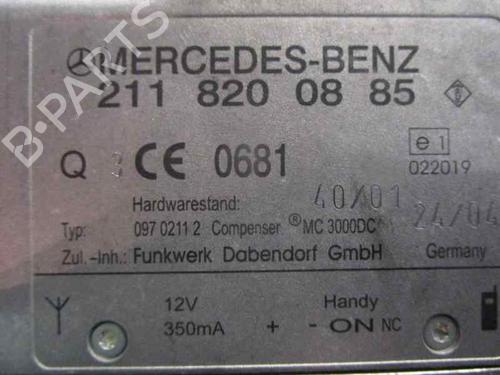 MERCEDES-BENZ
211 820 08 85
Q CE 0681
e1
022019
Hardwarestand: 40/01 24/04
Typ: 097 0211 2 Compenser ® MC 3000DC
Zul.-Inh.: Funkwerk Dabendorf GmbH Germany
12V Handy
350mA + - ON NC